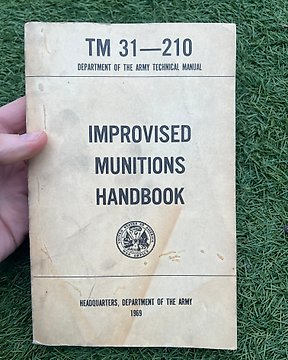 TM 31—210
DEPARTMENT OF THE ARMY TECHNICAL MANUAL
IMPROVISED
MUNITIONS
HANDBOOK
HEADQUARTERS, DEPARTMENT OF THE ARMY
1969